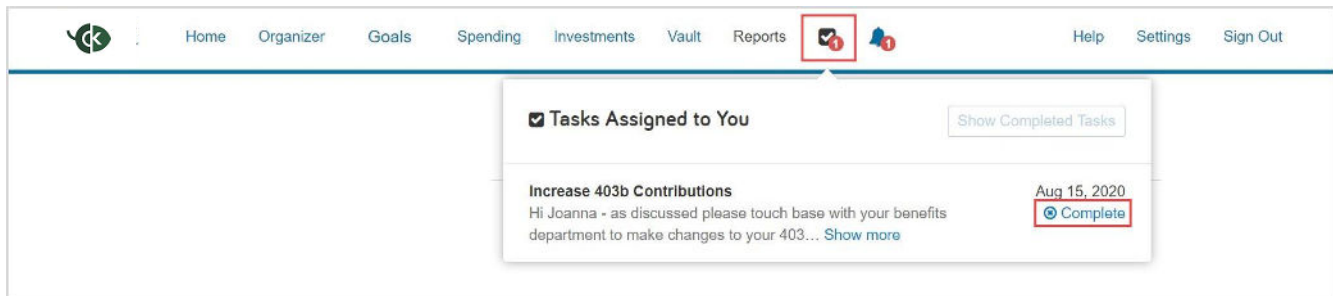 CK Home Organizer Goals Spending Investments Vault Reports 1 1 Help Settings Sign Out
Tasks Assigned to You Show Completed Tasks
Increase 403b Contributions Aug 15, 2020
Hi Joanna - as discussed please touch base with your benefits Complete
department to make changes to your 403... Show more